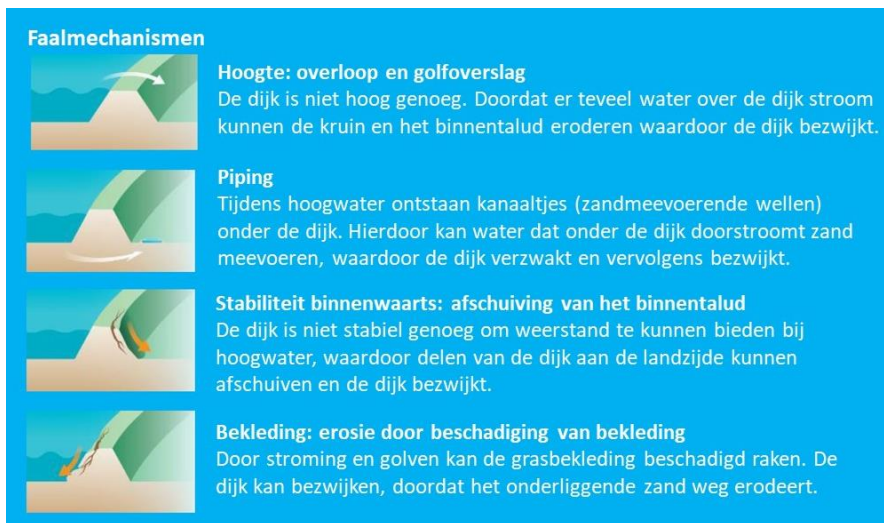 Faalmechanismen
Hoogte: overloop en golfoverslag
De dijk is niet hoog genoeg. Doordat er teveel water over de dijk stroom
kunnen de kruin en het binnentalud eroderen waardoor de dijk bezwijkt.
Piping
Tijdens hoogwater ontstaan kanaaltjes (zandmeevoerende wellen)
onder de dijk. Hierdoor kan water dat onder de dijk doorstroomt zand
meevoeren, waardoor de dijk verzwakt en vervolgens bezwijkt.
Stabiliteit binnenwaarts: afschuiving van het binnentalud
De dijk is niet stabiel genoeg om weerstand te kunnen bieden bij
hoogwater, waardoor delen van de dijk aan de landzijde kunnen
afschuiven en de dijk bezwijkt.
Bekleding: erosie door beschadiging van bekleding
Door stroming en golven kan de grasbekleding beschadigd raken. De
dijk kan bezwijken, doordat het onderliggende zand weg erodeert.